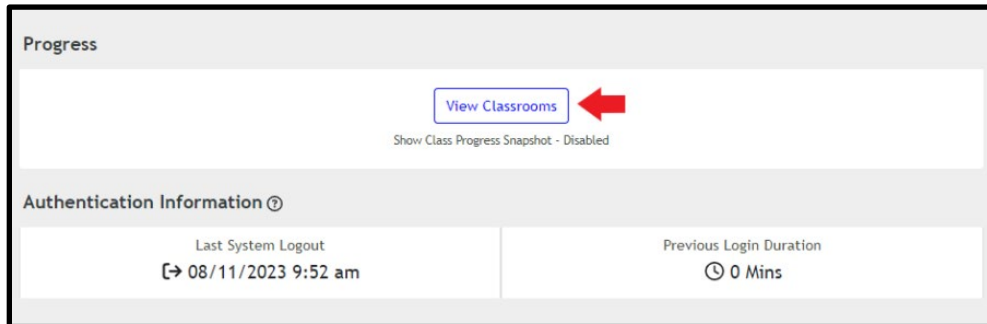 Progress
View Classrooms
Show Class Progress Snapshot - Disabled
Authentication Information
Last System Logout
08/11/2023 9:52 am
Previous Login Duration
0 Mins